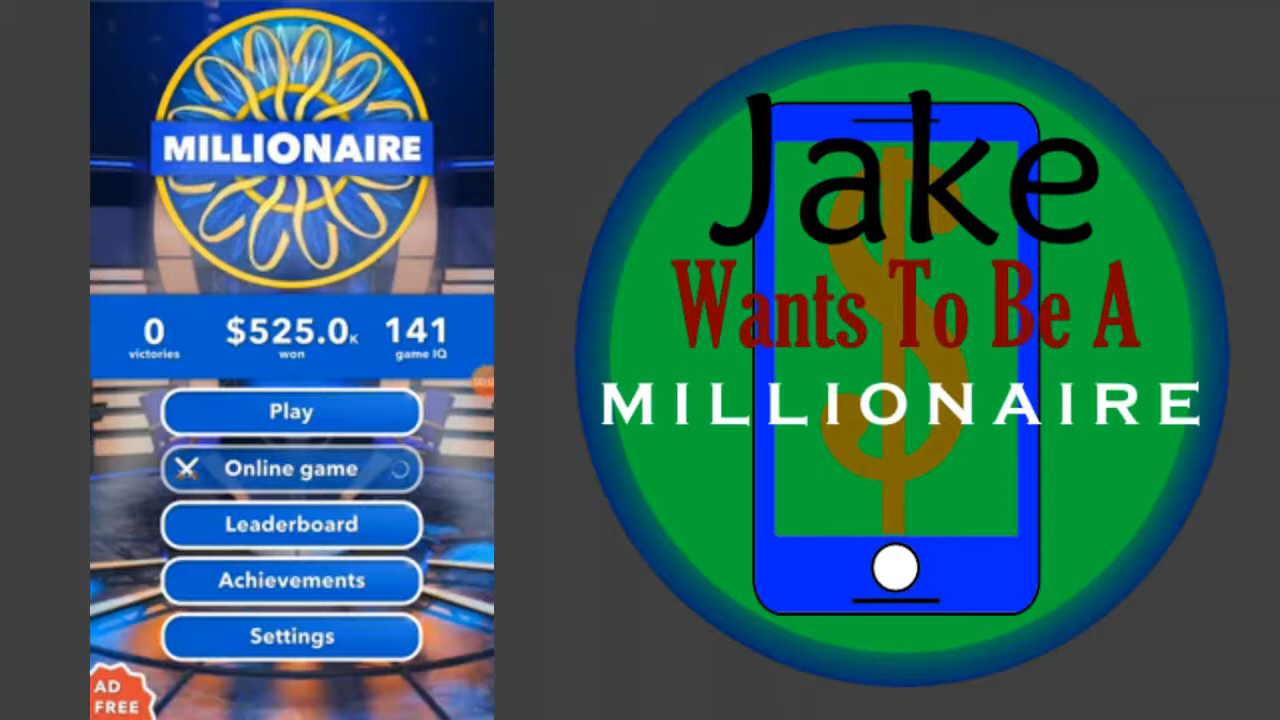 MILLIONAIRE
0
victories
$525.0K
won
141
game IQ
Play
Online game
Leaderboard
Achievements
Settings
AD
FREE
Jake
Wants To Be A
MILLIONAIRE